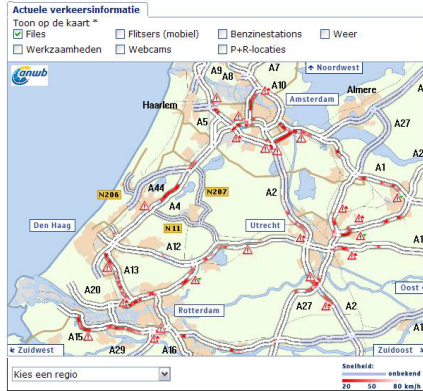 Actuele verkeersinformatie
Toon op de kaart *
Files Flitsers (mobiel) Benzinestations Weer
Werkzaamheden Webcams P+R-locaties
Noordwest
anwb
A9 A8 A7
A10
Haarlem Amsterdam Almere
A5
A27
A1
A44 N206 N207 A2
A4
Den Haag N11 Utrecht
A12
A13
A20
Oost
Rotterdam A27 A2
A15
A29 A16
Zuidwest Zuidoost
Kies een regio
Snelheid:
onbekend
20 50 80 km/h